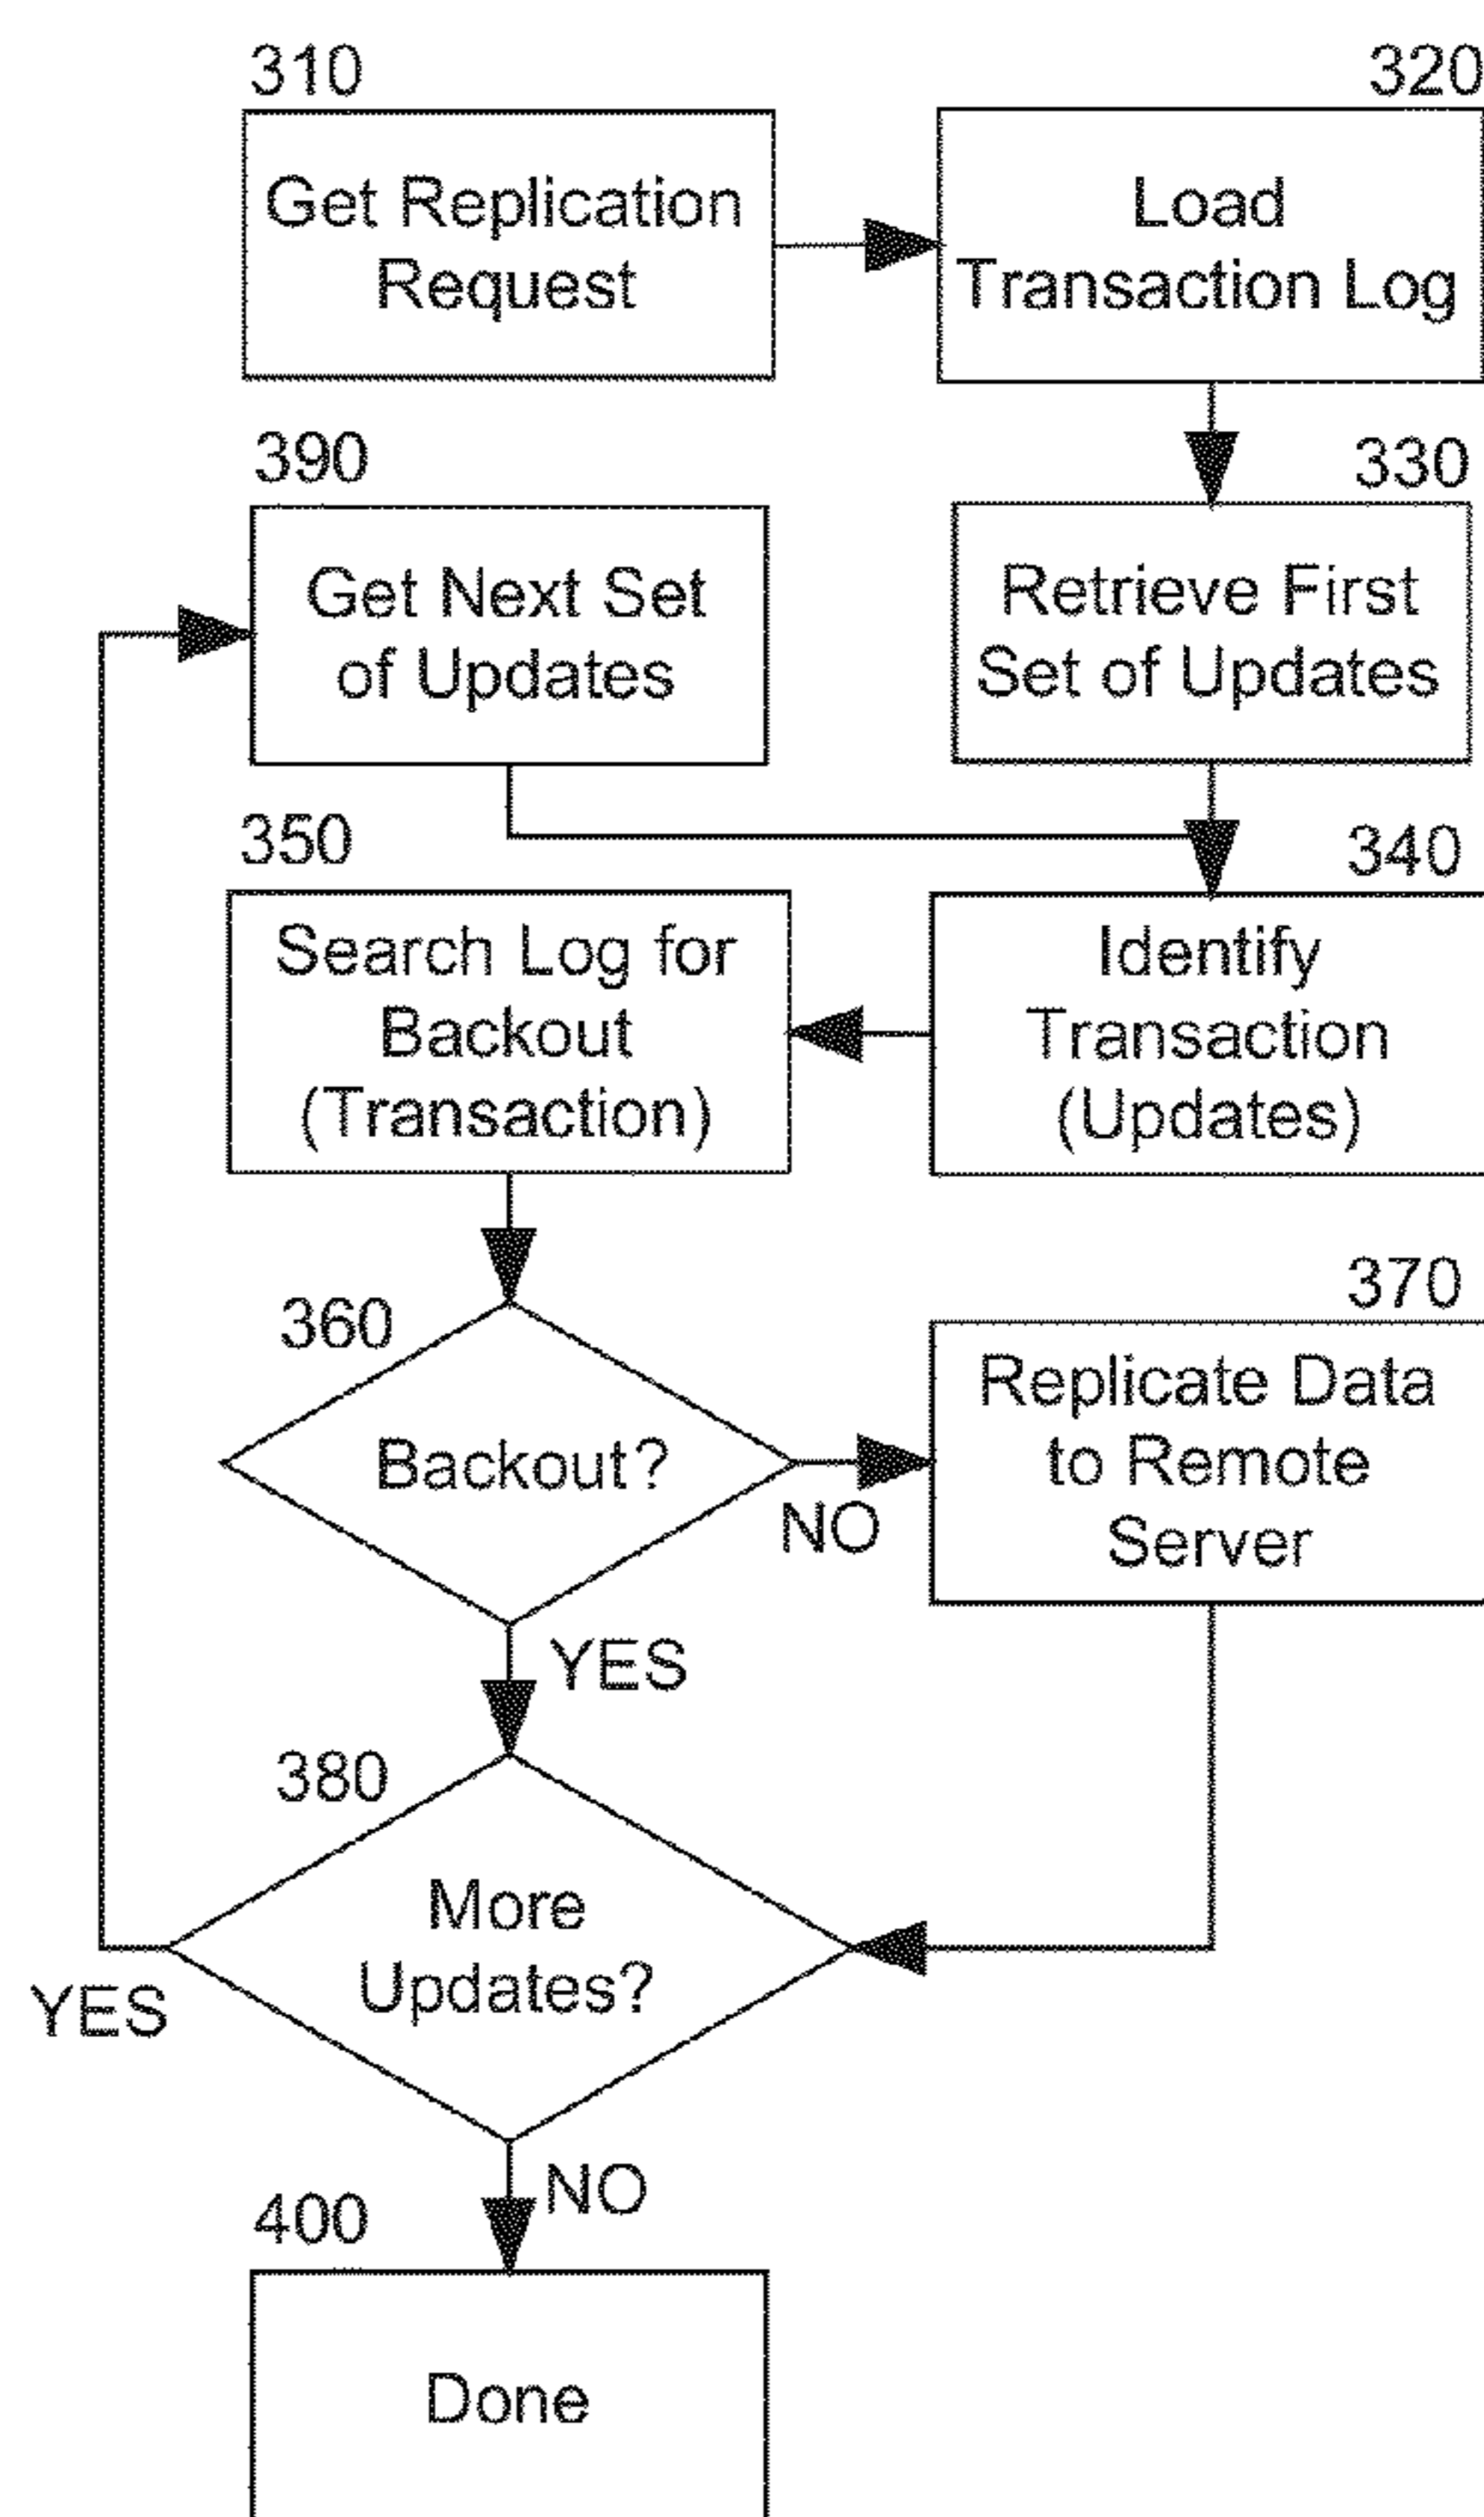 310
Get Replication
Request
320
Load
Transaction Log
390
Get Next Set
of Updates
330
Retrieve First
Set of Updates
350
Search Log for
Backout
(Transaction)
340
Identify
Transaction
(Updates)
360
Backout?
NO
YES
370
Replicate Data
to Remote
Server
380
More
Updates?
YES
NO
400
Done